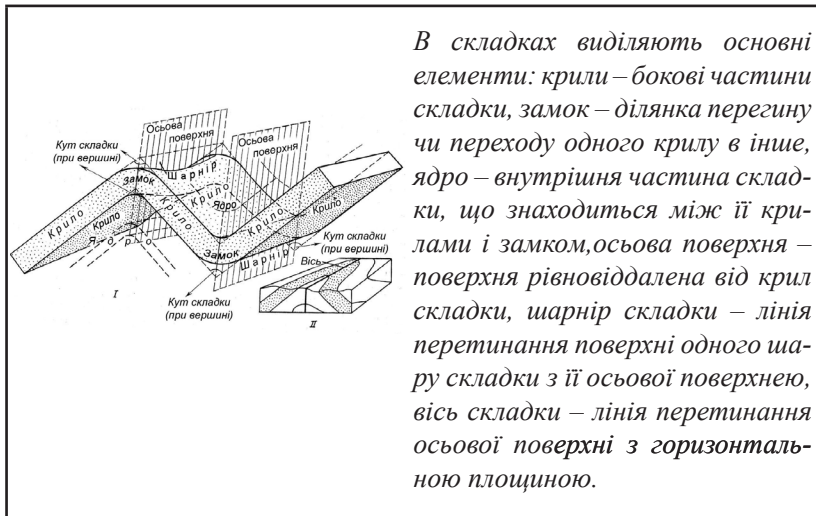 Осьова
поверхня
Осьова
поверхня
Кут складки
(при вершині)
Шарнір
Замок
Крило
Крило
Крило
Крило
Крило
Крило
Ядро
Ядро
Замок
Шарнір
Кут складки
(при вершині)
Вісь
Кут складки
(при вершині)
I
II
В складках виділяють основні
елементи: крили – бокові частини
складки, замок – ділянка перегину
чи переходу одного крилу в інше,
ядро – внутрішня частина склад-
ки, що знаходиться між її кри-
лами і замком,осьова поверхня –
поверхня рівновіддалена від крил
складки, шарнір складки – лінія
перетинання поверхні одного ша-
ру складки з її осьової поверхнею,
вісь складки – лінія перетинання
осьової поверхні з горизонталь-
ною площиною.